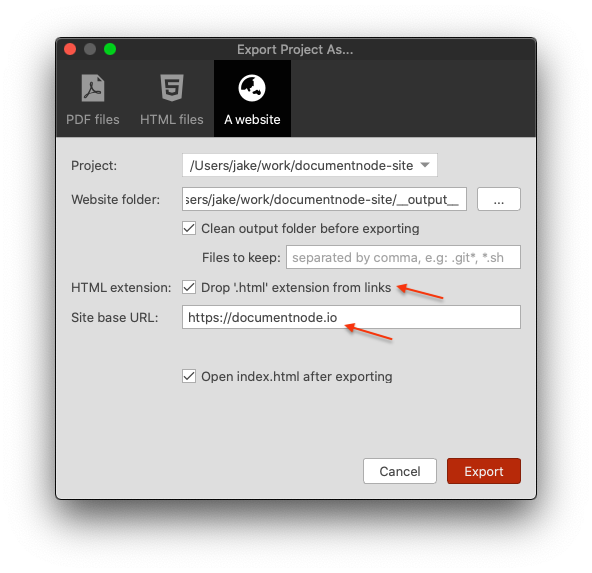 Export Project As...
PDF files
HTML files
A website
Project:
/Users/jake/work/documentnode-site
Website folder:
sers/jake/work/documentnode-site/__output__
...
Clean output folder before exporting
Files to keep:
separated by comma, e.g: .git*, *.sh
HTML extension:
Drop '.html' extension from links
Site base URL:
https://documentnode.io
Open index.html after exporting
Cancel
Export